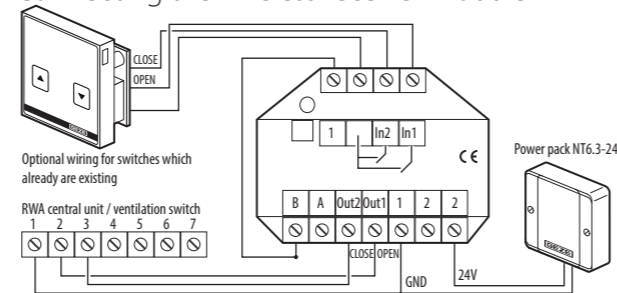 CLOSE
OPEN
1 In2 In1
CE
Optional wiring for switches which
already are existing
Power pack NT6.3-24
RWA central unit / ventilation switch
1 2 3 4 5 6 7
B A Out2 Out1 1 2 2
CLOSE OPEN
GND
24V
GEZE